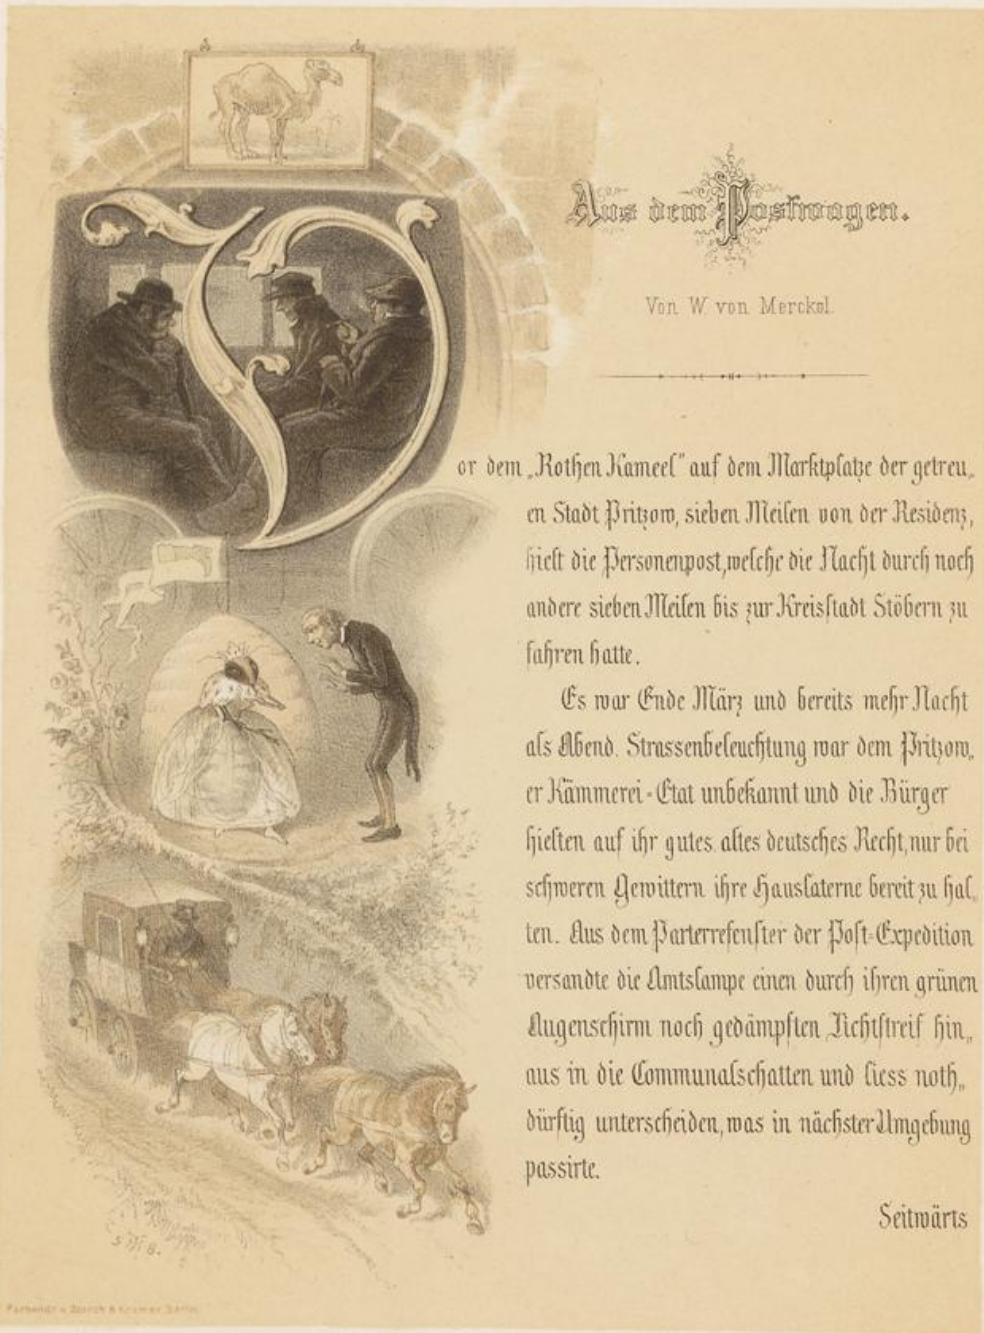 Aus dem Postwagen.
Von W. von Merckel.
Vor dem „Rothen Kameel" auf dem Marktplatze der getreu„
en Stadt Pritzow, sieben Meilen von der Residenz,
hielt die Personenpost, welche die Nacht durch noch
andere sieben Meilen bis zur Kreisstadt Stöbern zu
fahren hatte.
Es war Ende März und bereits mehr Nacht
als Abend. Strassenbeleuchtung war dem Pritzow„
er Kämmerei-Etat unbekannt und die Bürger
hielten auf ihr gutes altes deutsches Recht, nur bei
schweren Gewittern ihre Hauslaterne bereit zu hal„
ten. Aus dem Parterrefenster der Post-Expedition
versandte die Amtslampe einen durch ihren grünen
Augenschirm noch gedämpften Lichtstreif hin„
aus in die Communalschatten und liess noth„
dürftig unterscheiden, was in nächster Umgebung
passirte.
Seitwärts
Farbendr. v. Storch & Kramer Berlin